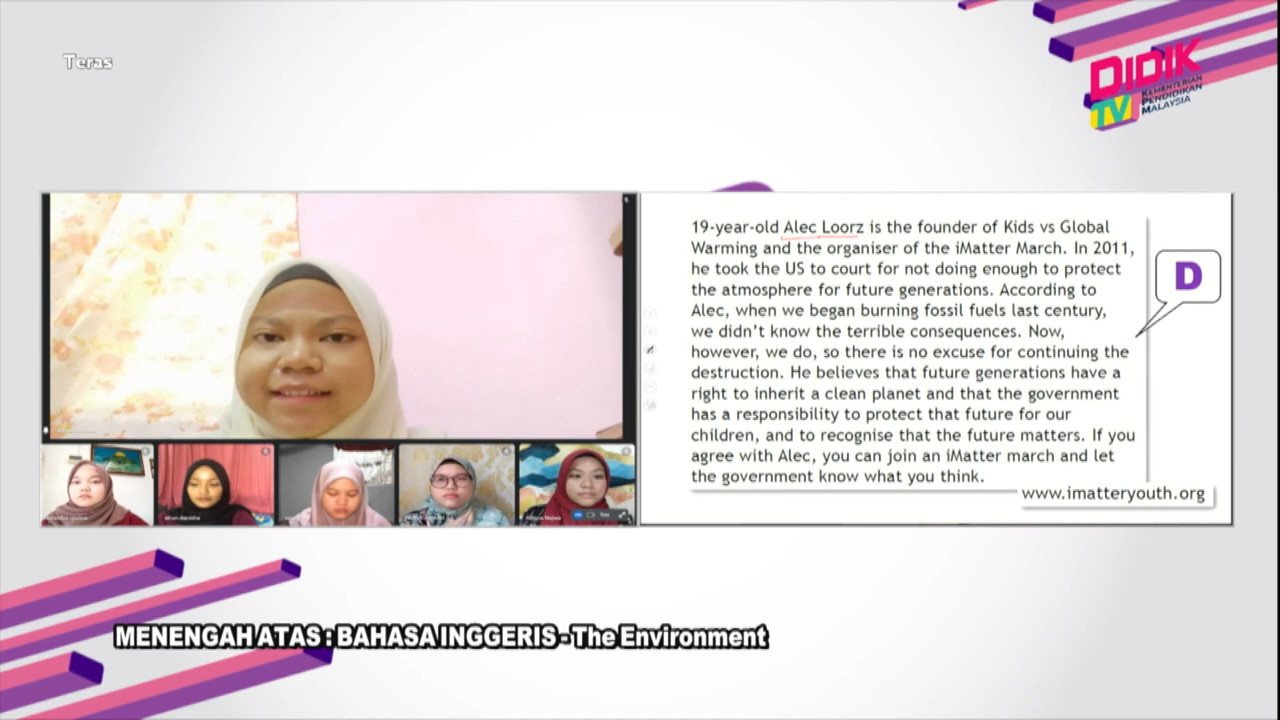 Teras
DIDIK
TV
KEMENTERIAN
PENDIDIKAN
MALAYSIA
19-year-old Alec Loorz is the founder of Kids vs Global
Warming and the organiser of the iMatter March. In 2011,
he took the US to court for not doing enough to protect
the atmosphere for future generations. According to
Alec, when we began burning fossil fuels last century,
we didn't know the terrible consequences. Now,
however, we do, so there is no excuse for continuing the
destruction. He believes that future generations have a
right to inherit a clean planet and that the government
has a responsibility to protect that future for our
children, and to recognise that the future matters. If you
agree with Alec, you can join an iMatter march and let
the government know what you think.
www.imatteryouth.org
D
MENENGAH ATAS : BAHASA INGGERIS - The Environment